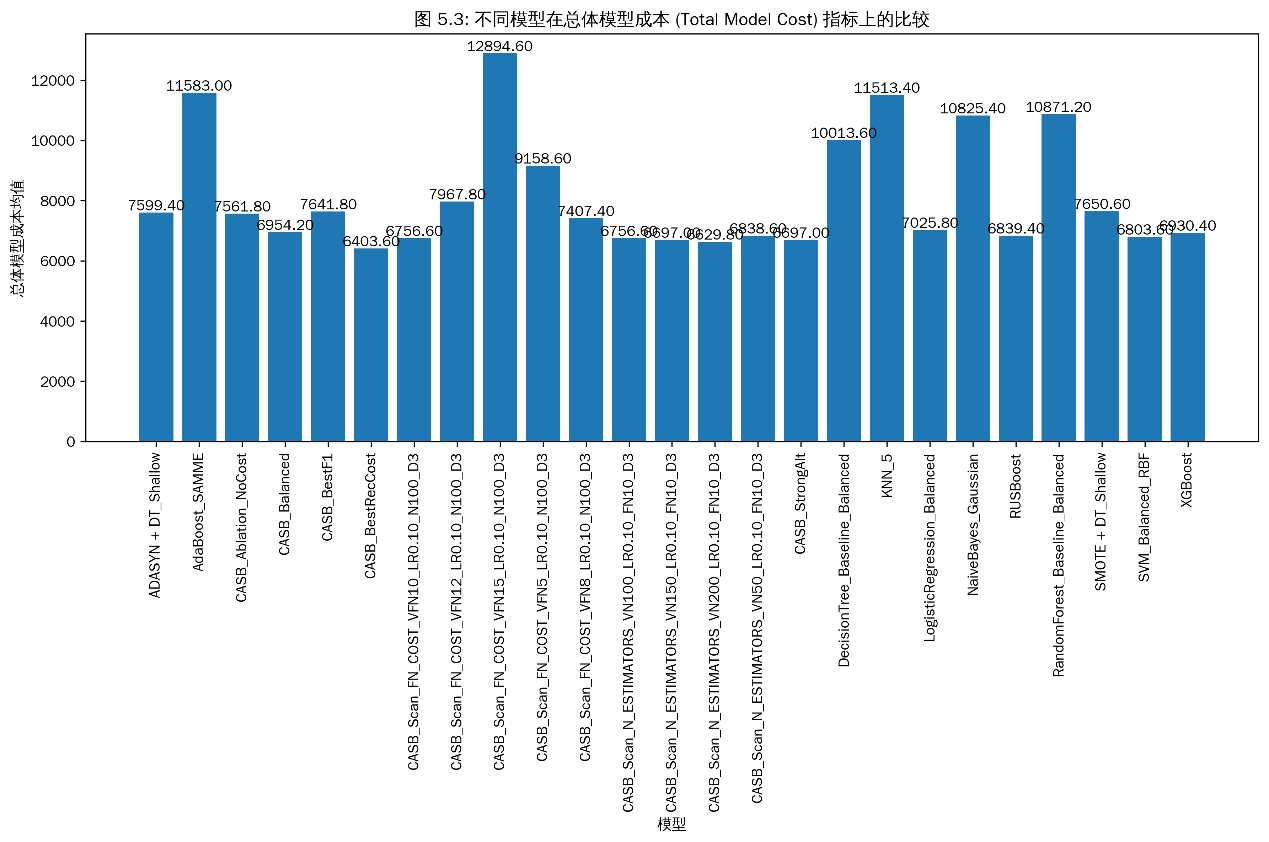 图 5.3: 不同模型在总体模型成本 (Total Model Cost) 指标上的比较
总体模型成本均值
12000
10000
8000
6000
4000
2000
0
7599.40
11583.00
7561.80
6954.20
7641.80
6403.60
6756.60
7967.80
12894.60
9158.60
7407.40
6756.60
6697.00
6629.80
6838.60
6697.00
10013.60
11513.40
7025.80
10825.40
6839.40
10871.20
7650.60
6803.60
6930.40
ADASYN + DT_Shallow
AdaBoost_SAMME
CASB_Ablation_NoCost
CASB_Balanced
CASB_BestF1
CASB_BestRecCost
CASB_Scan_FN_COST_VFN10_LR0.10_N100_D3
CASB_Scan_FN_COST_VFN12_LR0.10_N100_D3
CASB_Scan_FN_COST_VFN15_LR0.10_N100_D3
CASB_Scan_FN_COST_VFN5_LR0.10_N100_D3
CASB_Scan_FN_COST_VFN8_LR0.10_N100_D3
CASB_Scan_N_ESTIMATORS_VN100_LR0.10_FN10_D3
CASB_Scan_N_ESTIMATORS_VN150_LR0.10_FN10_D3
CASB_Scan_N_ESTIMATORS_VN200_LR0.10_FN10_D3
CASB_Scan_N_ESTIMATORS_VN50_LR0.10_FN10_D3
CASB_StrongAlt
DecisionTree_Baseline_Balanced
KNN_5
LogisticRegression_Balanced
NaiveBayes_Gaussian
RUSBoost
RandomForest_Baseline_Balanced
SMOTE + DT_Shallow
SVM_Balanced_RBF
XGBoost
模型